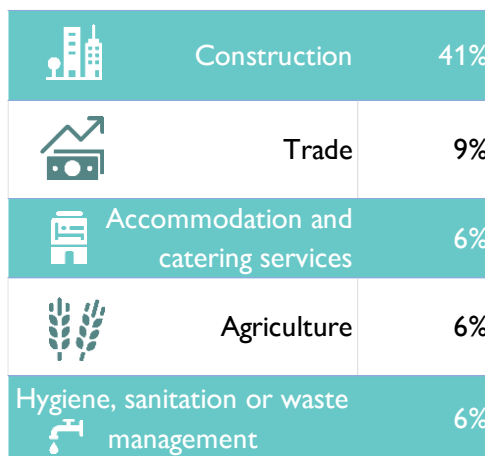 Construction 41%
Trade 9%
Accommodation and
catering services 6%
Agriculture 6%
Hygiene, sanitation or waste
management 6%